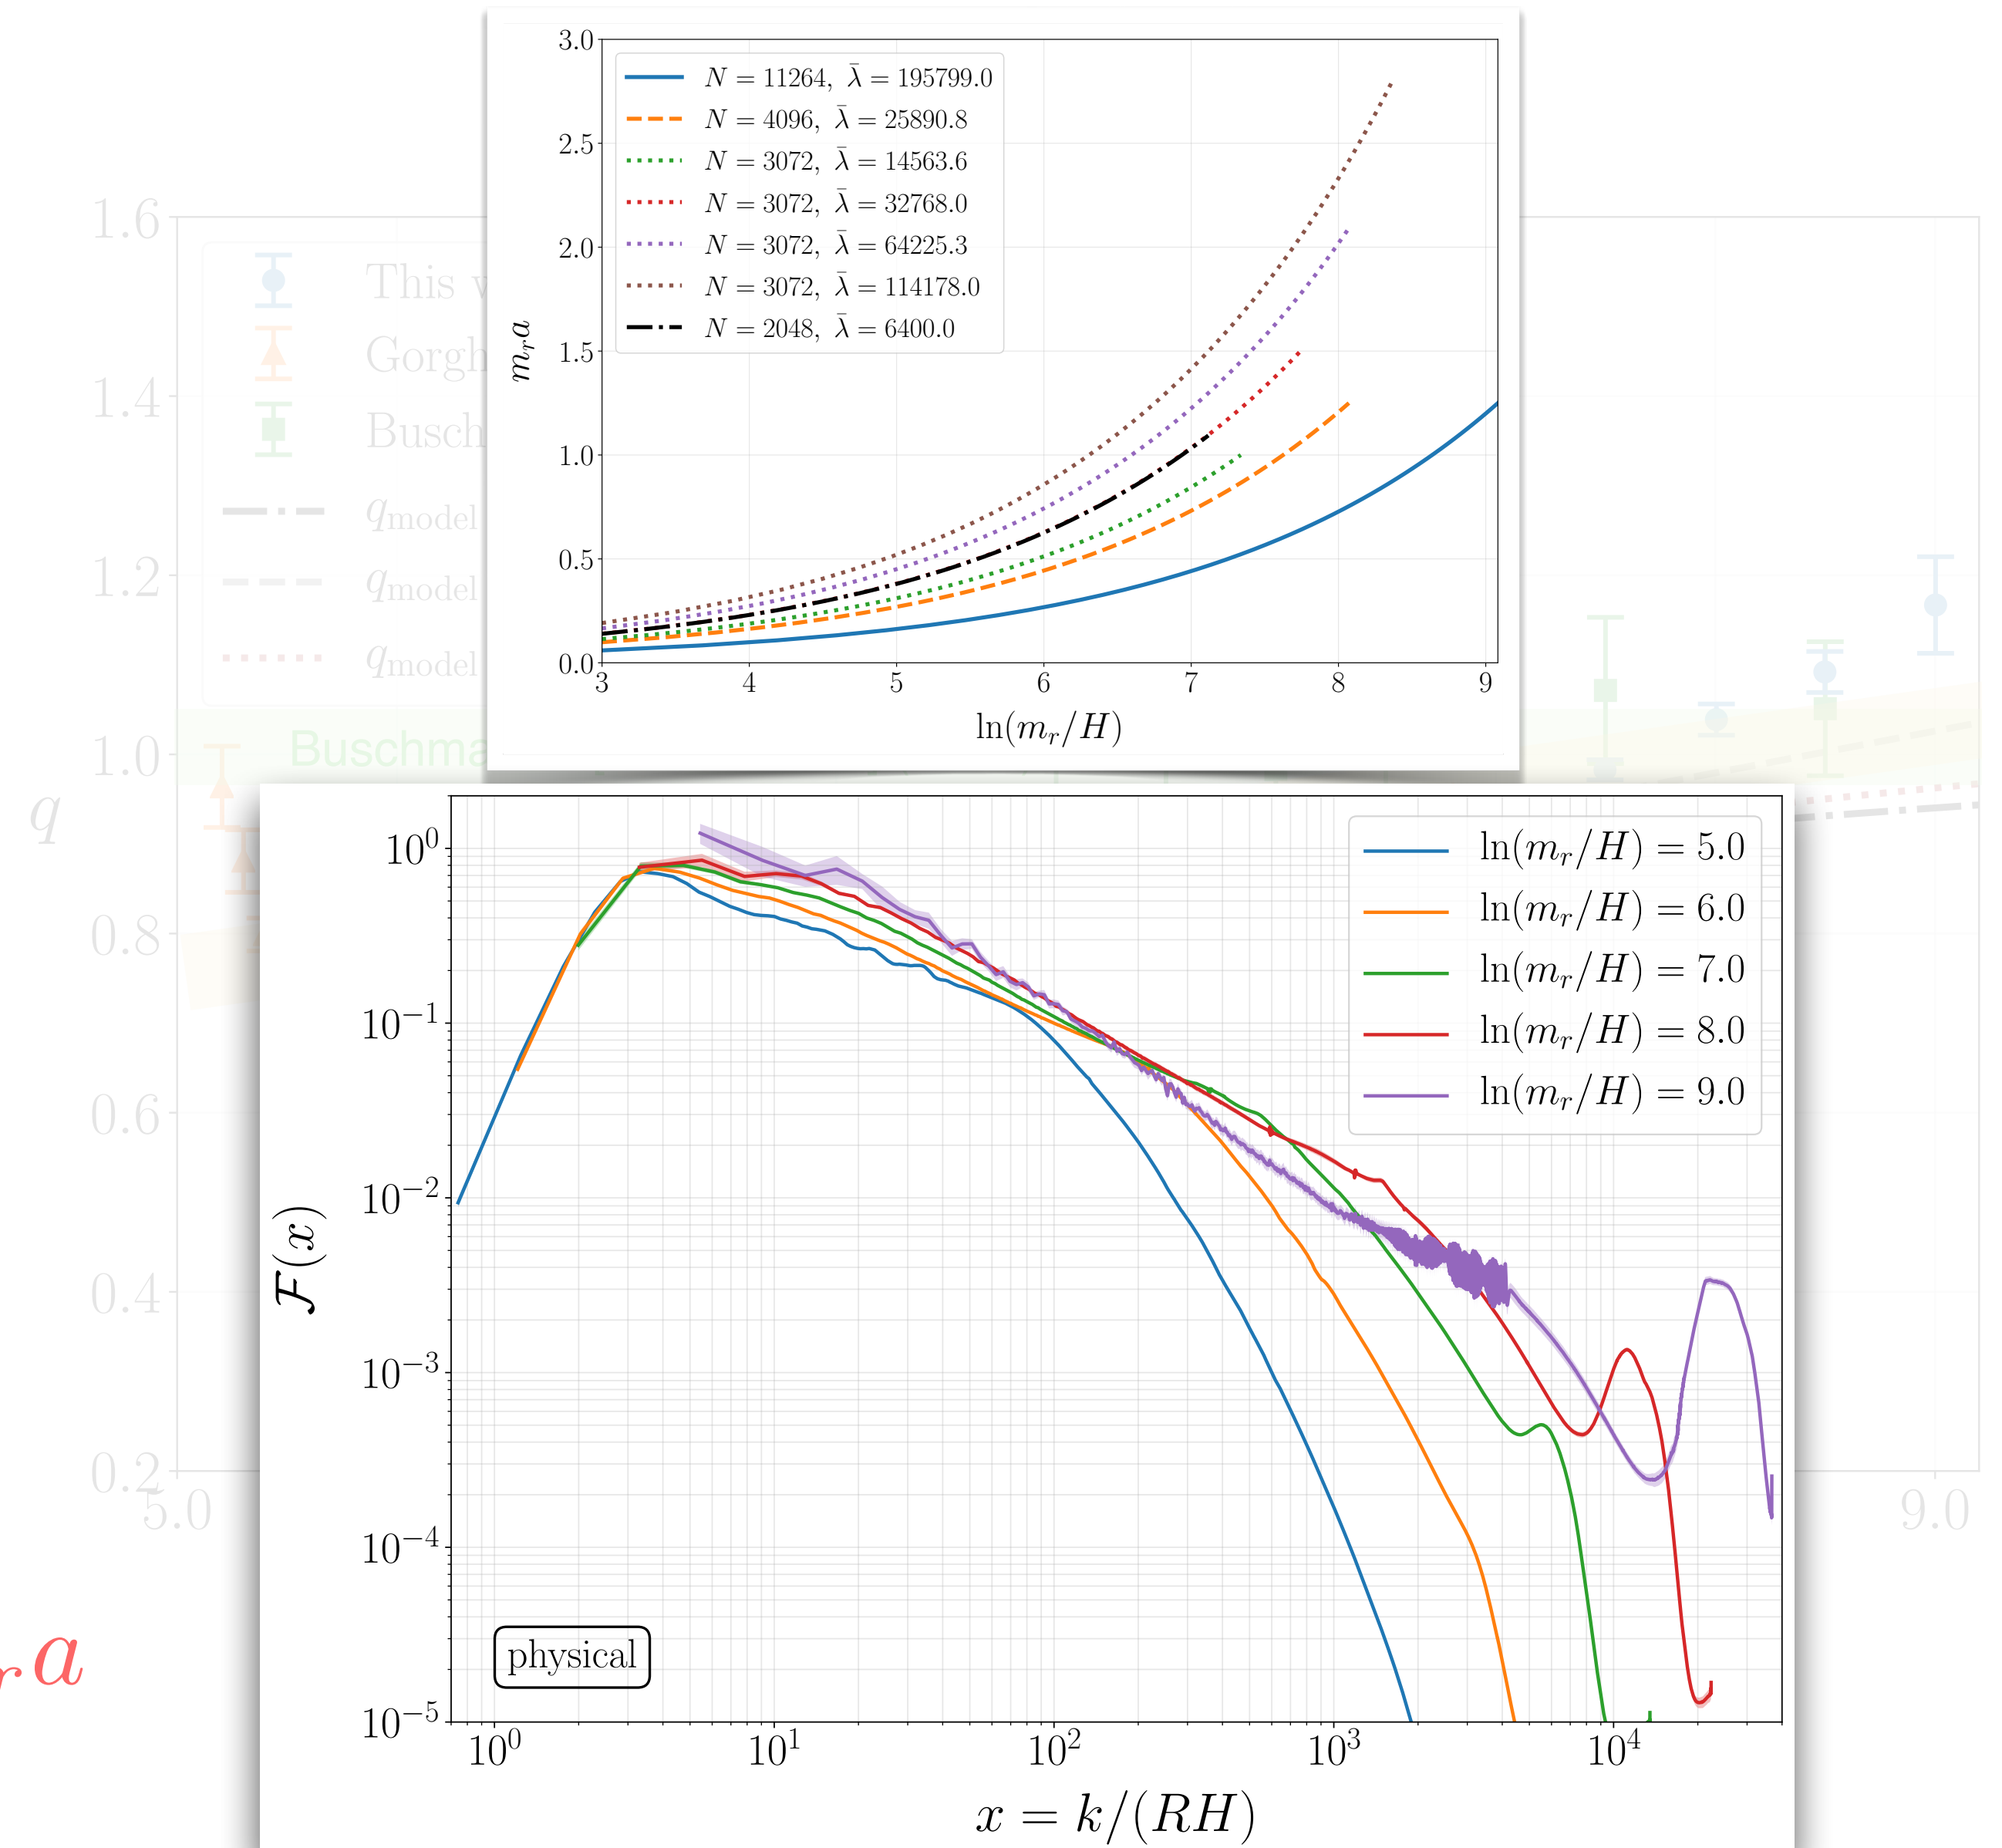 3.0
2.5
2.0
1.5
1.0
0.5
0.0
m_r a
N = 11264, λ̄ = 195799.0
N = 4096, λ̄ = 25890.8
N = 3072, λ̄ = 14563.6
N = 3072, λ̄ = 32768.0
N = 3072, λ̄ = 64225.3
N = 3072, λ̄ = 114178.0
N = 2048, λ̄ = 6400.0
3 4 5 6 7 8 9
ln(m_r/H)
1.6
1.4
1.2
1.0
0.8
0.6
0.4
0.2
q
This
Gorgh
Busch
q_model
q_model
q_model
Buschma
5.0
9.0
r a
10^0
10^-1
10^-2
10^-3
10^-4
10^-5
F(x)
ln(m_r/H) = 5.0
ln(m_r/H) = 6.0
ln(m_r/H) = 7.0
ln(m_r/H) = 8.0
ln(m_r/H) = 9.0
physical
10^0 10^1 10^2 10^3 10^4
x = k/(RH)